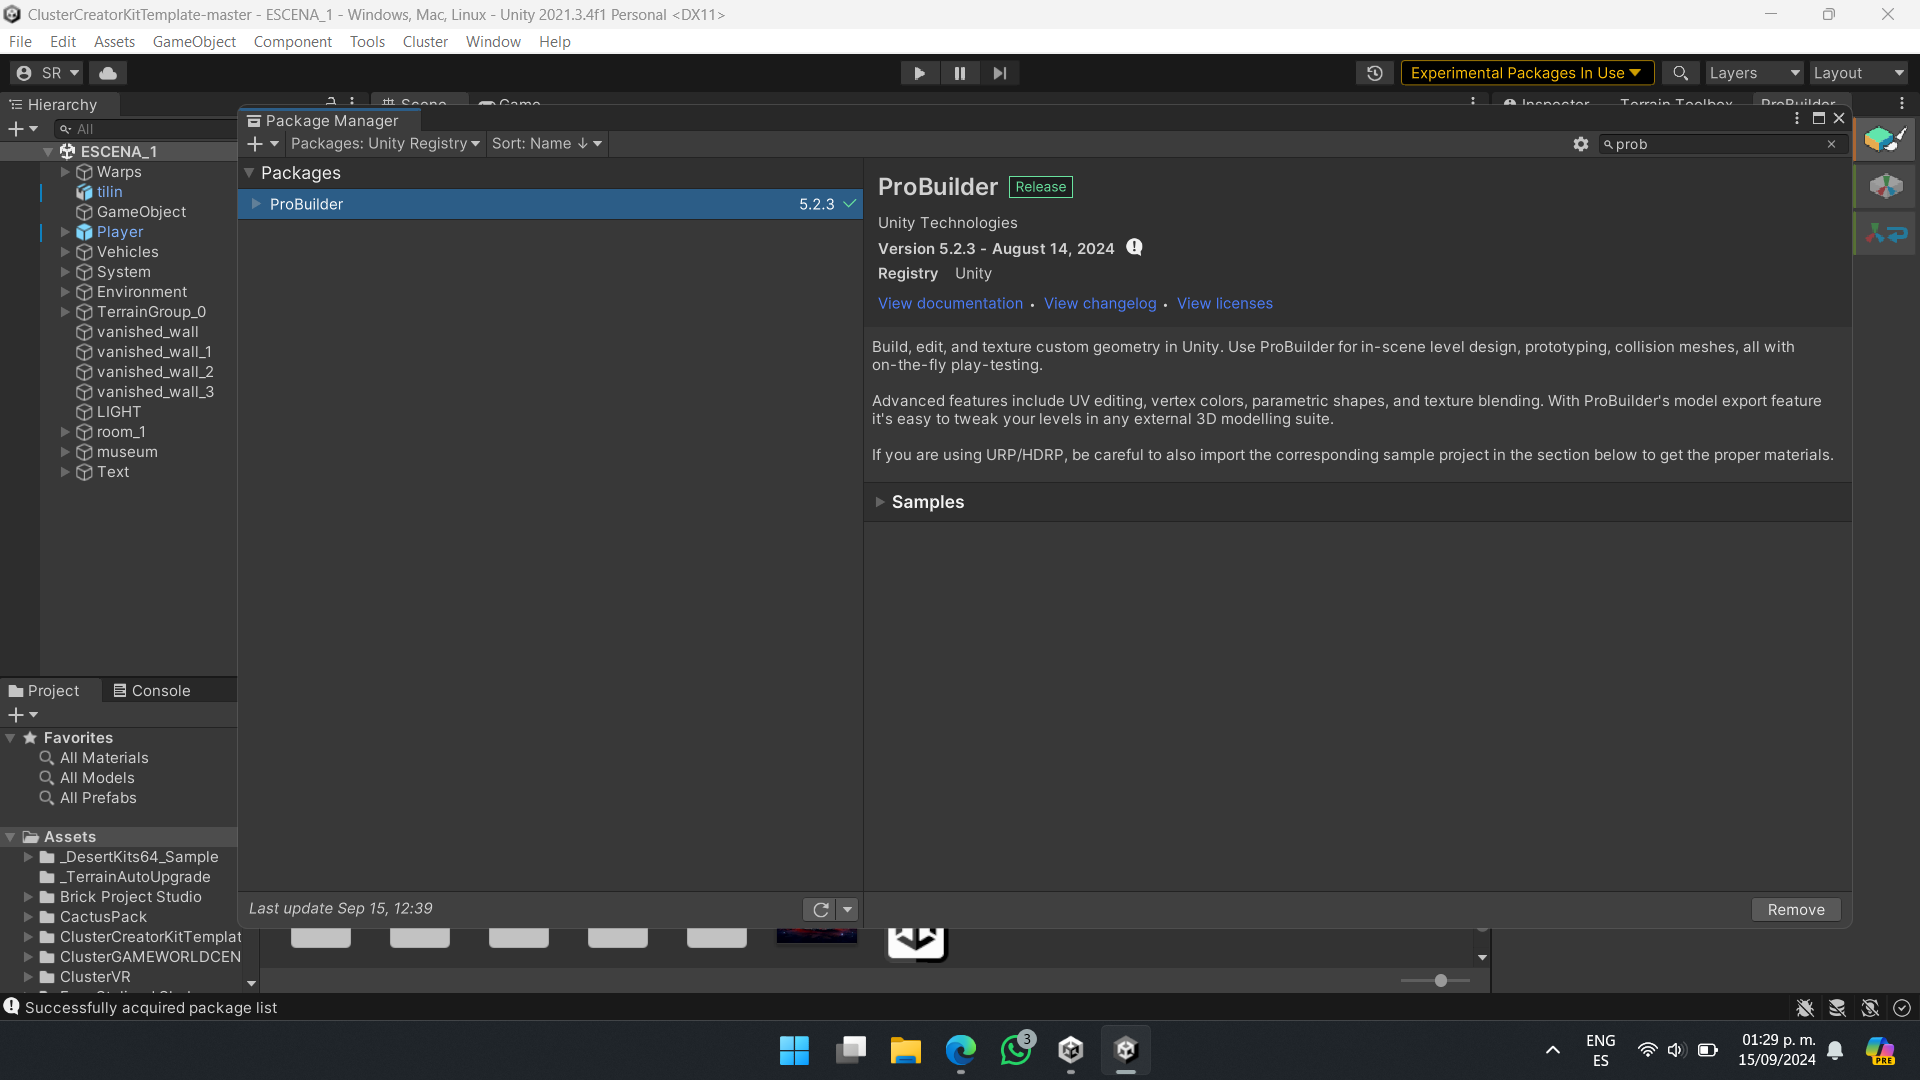 ClusterCreatorKitTemplate-master - ESCENA_1 - Windows, Mac, Linux - Unity 2021.3.4f1 Personal <DX11>
File Edit Assets GameObject Component Tools Cluster Window Help
SR
Experimental Packages In Use
Layers
Layout
Hierarchy
Scene
Game
Inspector
Terrain Toolbox
ProBuilder
All
Package Manager
Packages: Unity Registry
Sort: Name ↓
prob
ESCENA_1
Warps
tilin
GameObject
Player
Vehicles
System
Environment
TerrainGroup_0
vanished_wall
vanished_wall_1
vanished_wall_2
vanished_wall_3
LIGHT
room_1
museum
Text
Packages
ProBuilder 5.2.3
ProBuilder Release
Unity Technologies
Version 5.2.3 - August 14, 2024
Registry Unity
View documentation • View changelog • View licenses
Build, edit, and texture custom geometry in Unity. Use ProBuilder for in-scene level design, prototyping, collision meshes, all with
on-the-fly play-testing.
Advanced features include UV editing, vertex colors, parametric shapes, and texture blending. With ProBuilder's model export feature
it's easy to tweak your levels in any external 3D modelling suite.
If you are using URP/HDRP, be careful to also import the corresponding sample project in the section below to get the proper materials.
Samples
Last update Sep 15, 12:39
Remove
Project
Console
Favorites
All Materials
All Models
All Prefabs
Assets
_DesertKits64_Sample
_TerrainAutoUpgrade
Brick Project Studio
CactusPack
ClusterCreatorKitTemplat
ClusterGAMEWORLDCEN
ClusterVR
Successfully acquired package list
3
ENG
ES
01:29 p. m.
15/09/2024
PRE